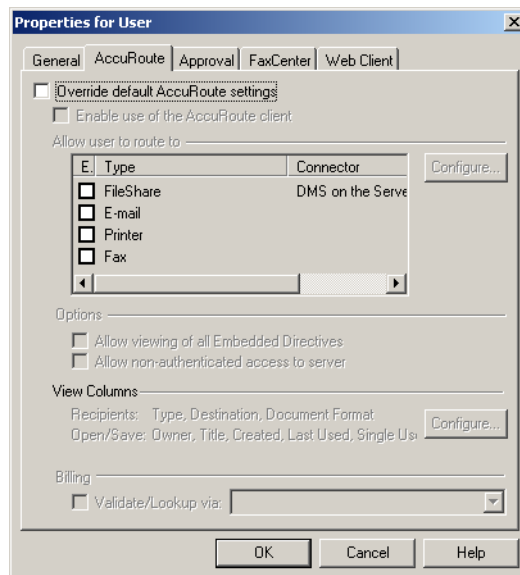 Properties for User
General AccuRoute Approval FaxCenter Web Client
Override default AccuRoute settings
Enable use of the AccuRoute client
Allow user to route to
E. Type Connector Configure...
FileShare DMS on the Serve
E-mail
Printer
Fax
Options
Allow viewing of all Embedded Directives
Allow non-authenticated access to server
View Columns
Recipients: Type, Destination, Document Format
Open/Save: Owner, Title, Created, Last Used, Single Us
Configure...
Billing
Validate/Lookup via:
OK Cancel Help